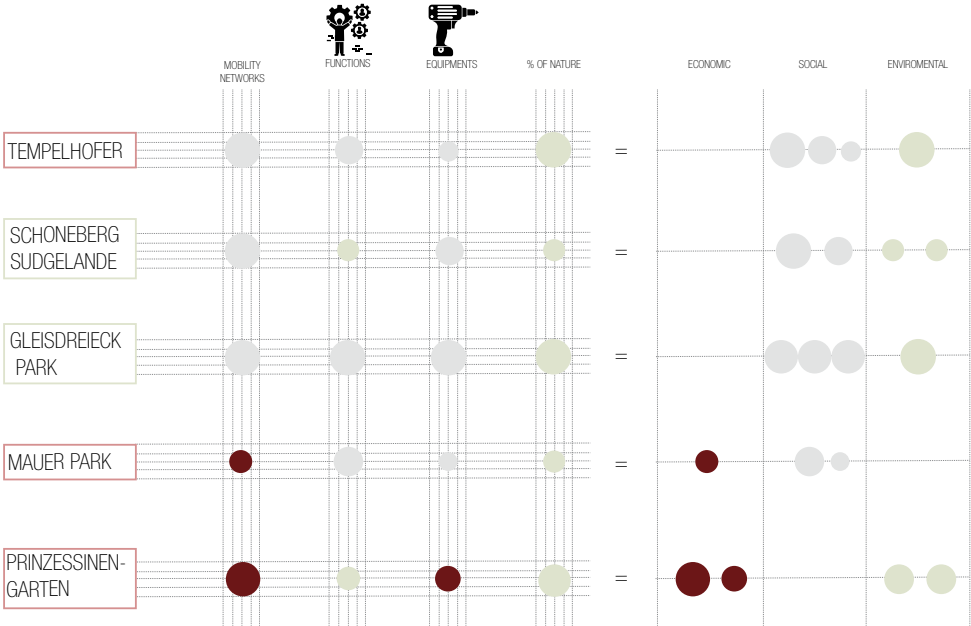 MOBILITY
NETWORKS
FUNCTIONS
EQUIPMENTS
% OF NATURE
ECONOMIC
SOCIAL
ENVIROMENTAL
TEMPELHOFER
=
SCHONEBERG
SUDGELANDE
=
GLEISDREIECK
PARK
=
MAUER PARK
=
PRINZESSINEN-
GARTEN
=